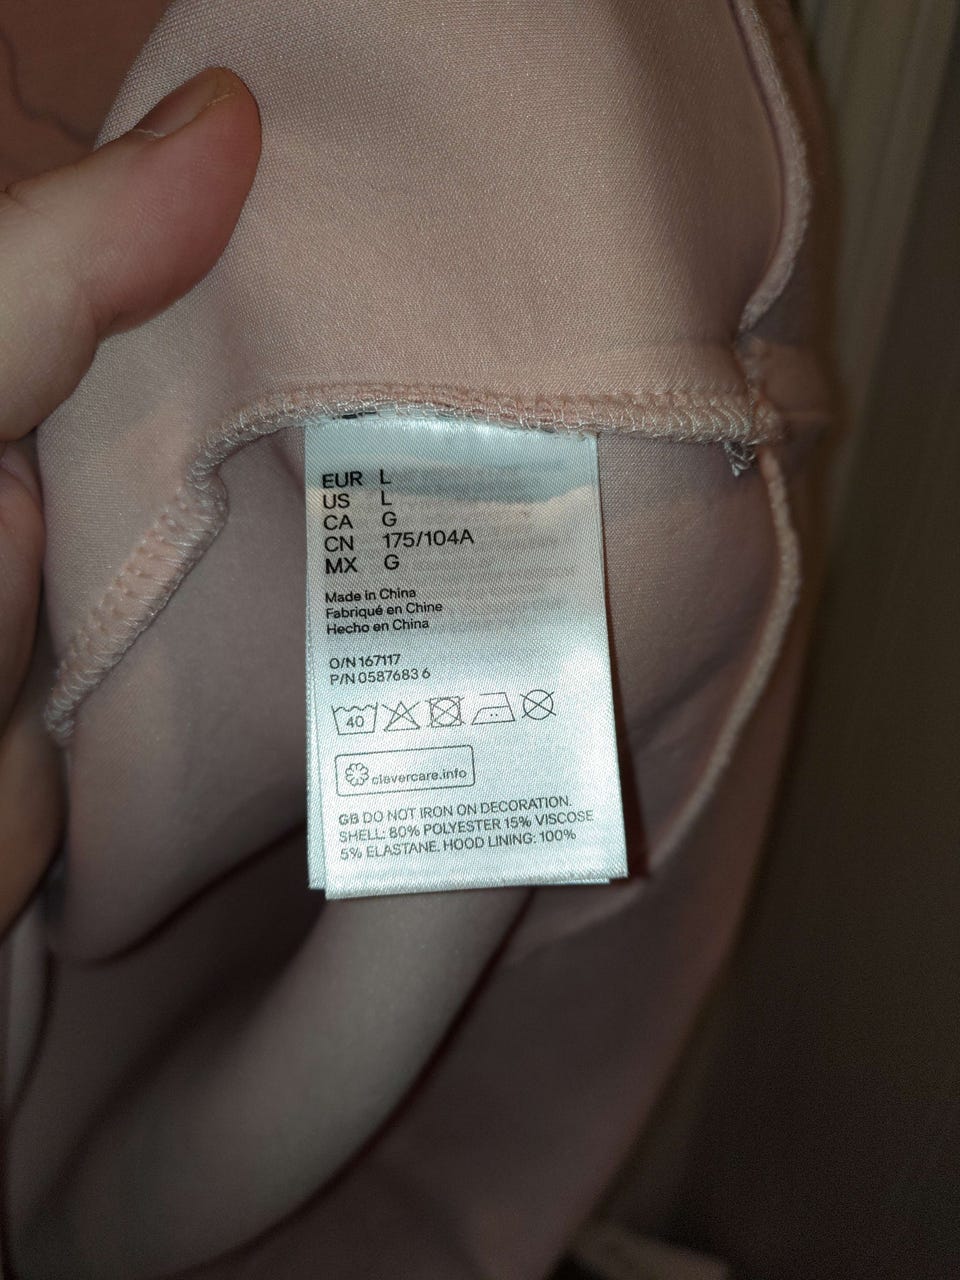 EUR L
US L
CA G
CN 175/104A
MX G
Made in China
Fabriqué en Chine
Hecho en China
O/N 167117
P/N 0587683 6
40
clevercare.info
GB DO NOT IRON ON DECORATION.
SHELL: 80% POLYESTER 15% VISCOSE
5% ELASTANE. HOOD LINING: 100%